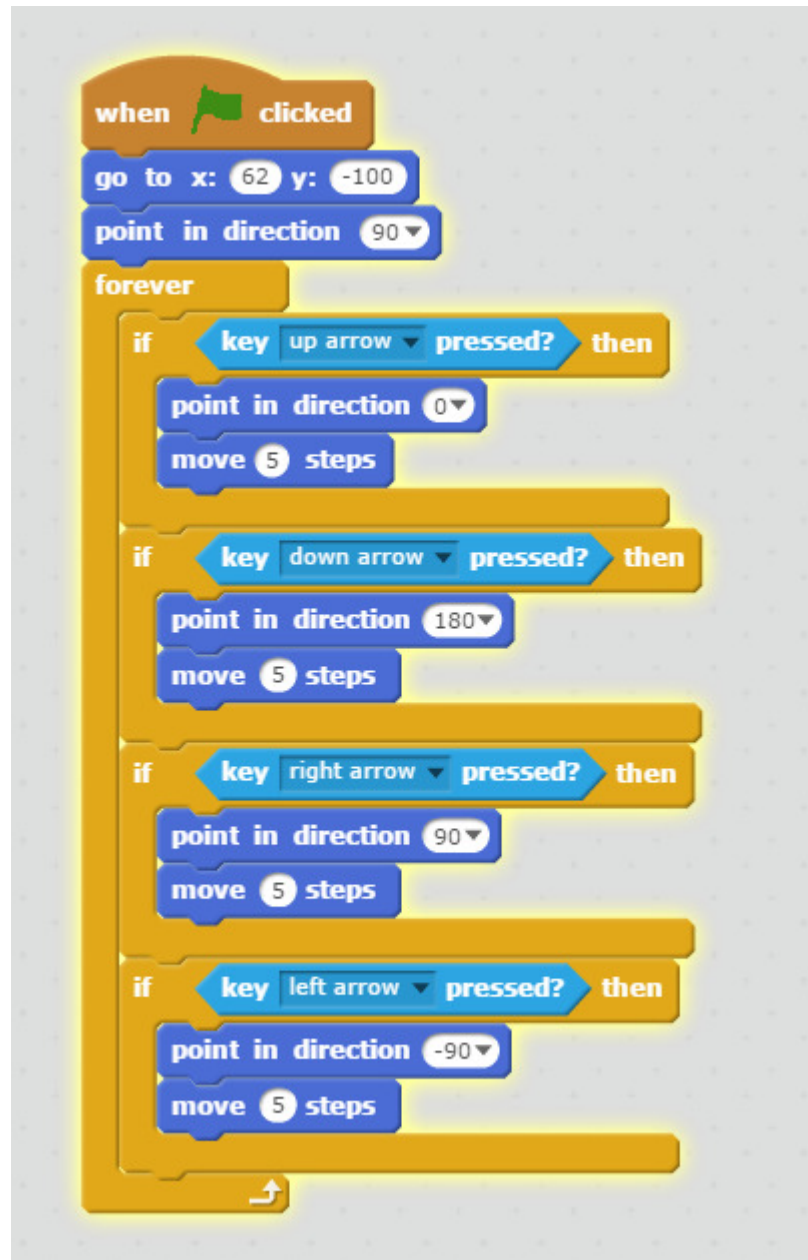 when clicked
go to x: 62 y: -100
point in direction 90
forever
if key up arrow pressed? then
point in direction 0
move 5 steps
if key down arrow pressed? then
point in direction 180
move 5 steps
if key right arrow pressed? then
point in direction 90
move 5 steps
if key left arrow pressed? then
point in direction -90
move 5 steps